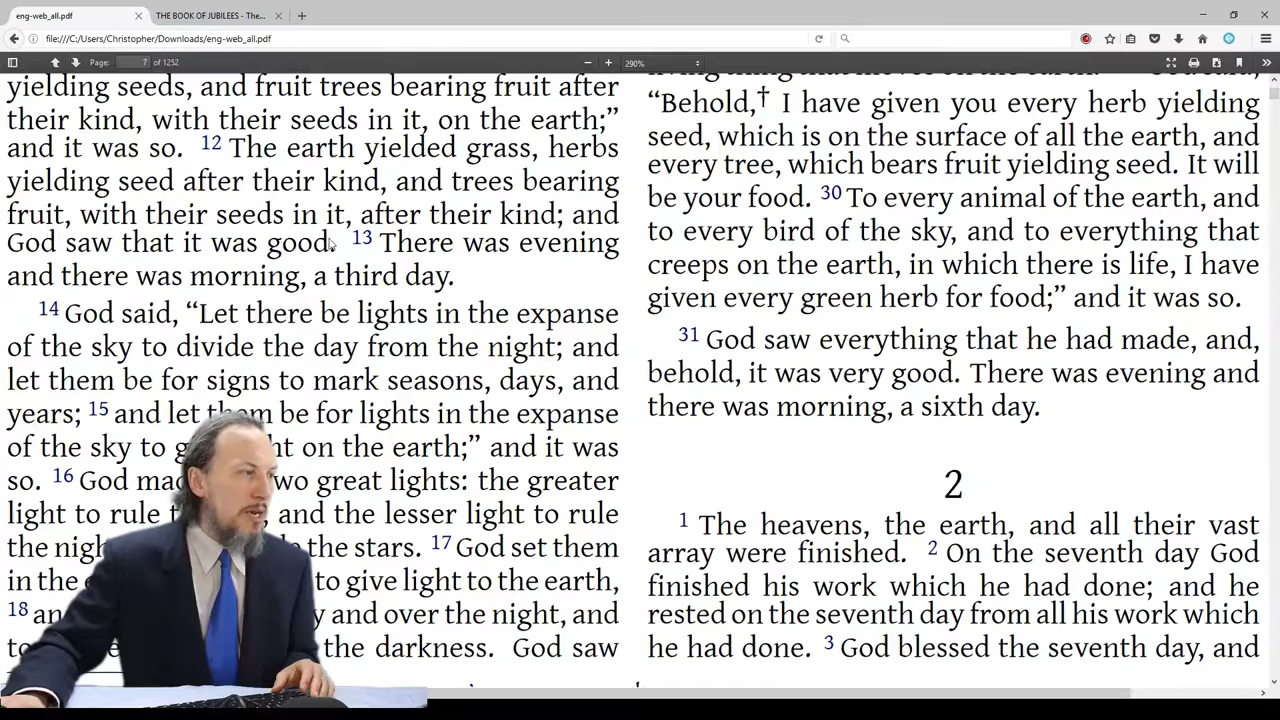 eng-web_all.pdf
THE BOOK OF JUBILEES - The...
file:///C:/Users/Christopher/Downloads/eng-web_all.pdf
Page: 7 of 1252
290%
yielding seeds, and fruit trees bearing fruit after
their kind, with their seeds in it, on the earth;”
and it was so. 12 The earth yielded grass, herbs
yielding seed after their kind, and trees bearing
fruit, with their seeds in it, after their kind; and
God saw that it was good. 13 There was evening
and there was morning, a third day.
14 God said, “Let there be lights in the expanse
of the sky to divide the day from the night; and
let them be for signs to mark seasons, days, and
years; 15 and let them be for lights in the expanse
of the sky to ht on the earth;” and it was
so. 16 God ma wo great lights: the greater
light to rule , and the lesser light to rule
the nigh the stars. 17 God set them
in the e to give light to the earth,
18 an y and over the night, and
to the darkness. God saw
living thing that moves on the earth.” God said,
“Behold,† I have given you every herb yielding
seed, which is on the surface of all the earth, and
every tree, which bears fruit yielding seed. It will
be your food. 30 To every animal of the earth, and
to every bird of the sky, and to everything that
creeps on the earth, in which there is life, I have
given every green herb for food;” and it was so.
31 God saw everything that he had made, and,
behold, it was very good. There was evening and
there was morning, a sixth day.
2
1 The heavens, the earth, and all their vast
array were finished. 2 On the seventh day God
finished his work which he had done; and he
rested on the seventh day from all his work which
he had done. 3 God blessed the seventh day, and